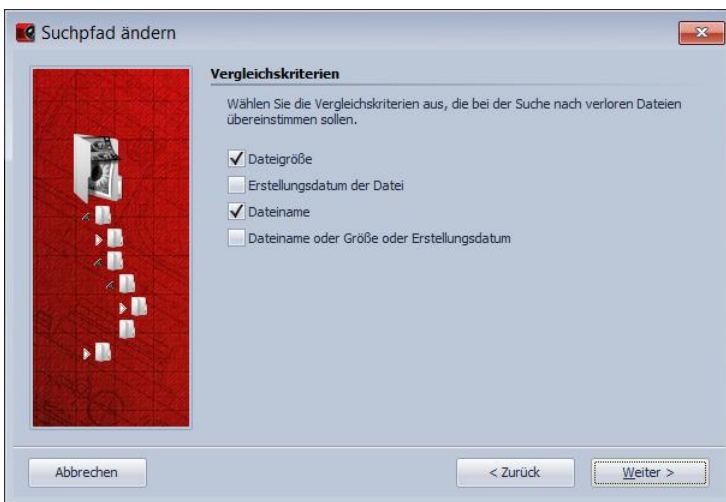 Suchpfad ändern
Vergleichskriterien
Wählen Sie die Vergleichskriterien aus, die bei der Suche nach verloren Dateien
übereinstimmen sollen.
Dateigröße
Erstellungsdatum der Datei
Dateiname
Dateiname oder Größe oder Erstellungsdatum
Abbrechen
< Zurück
Weiter >